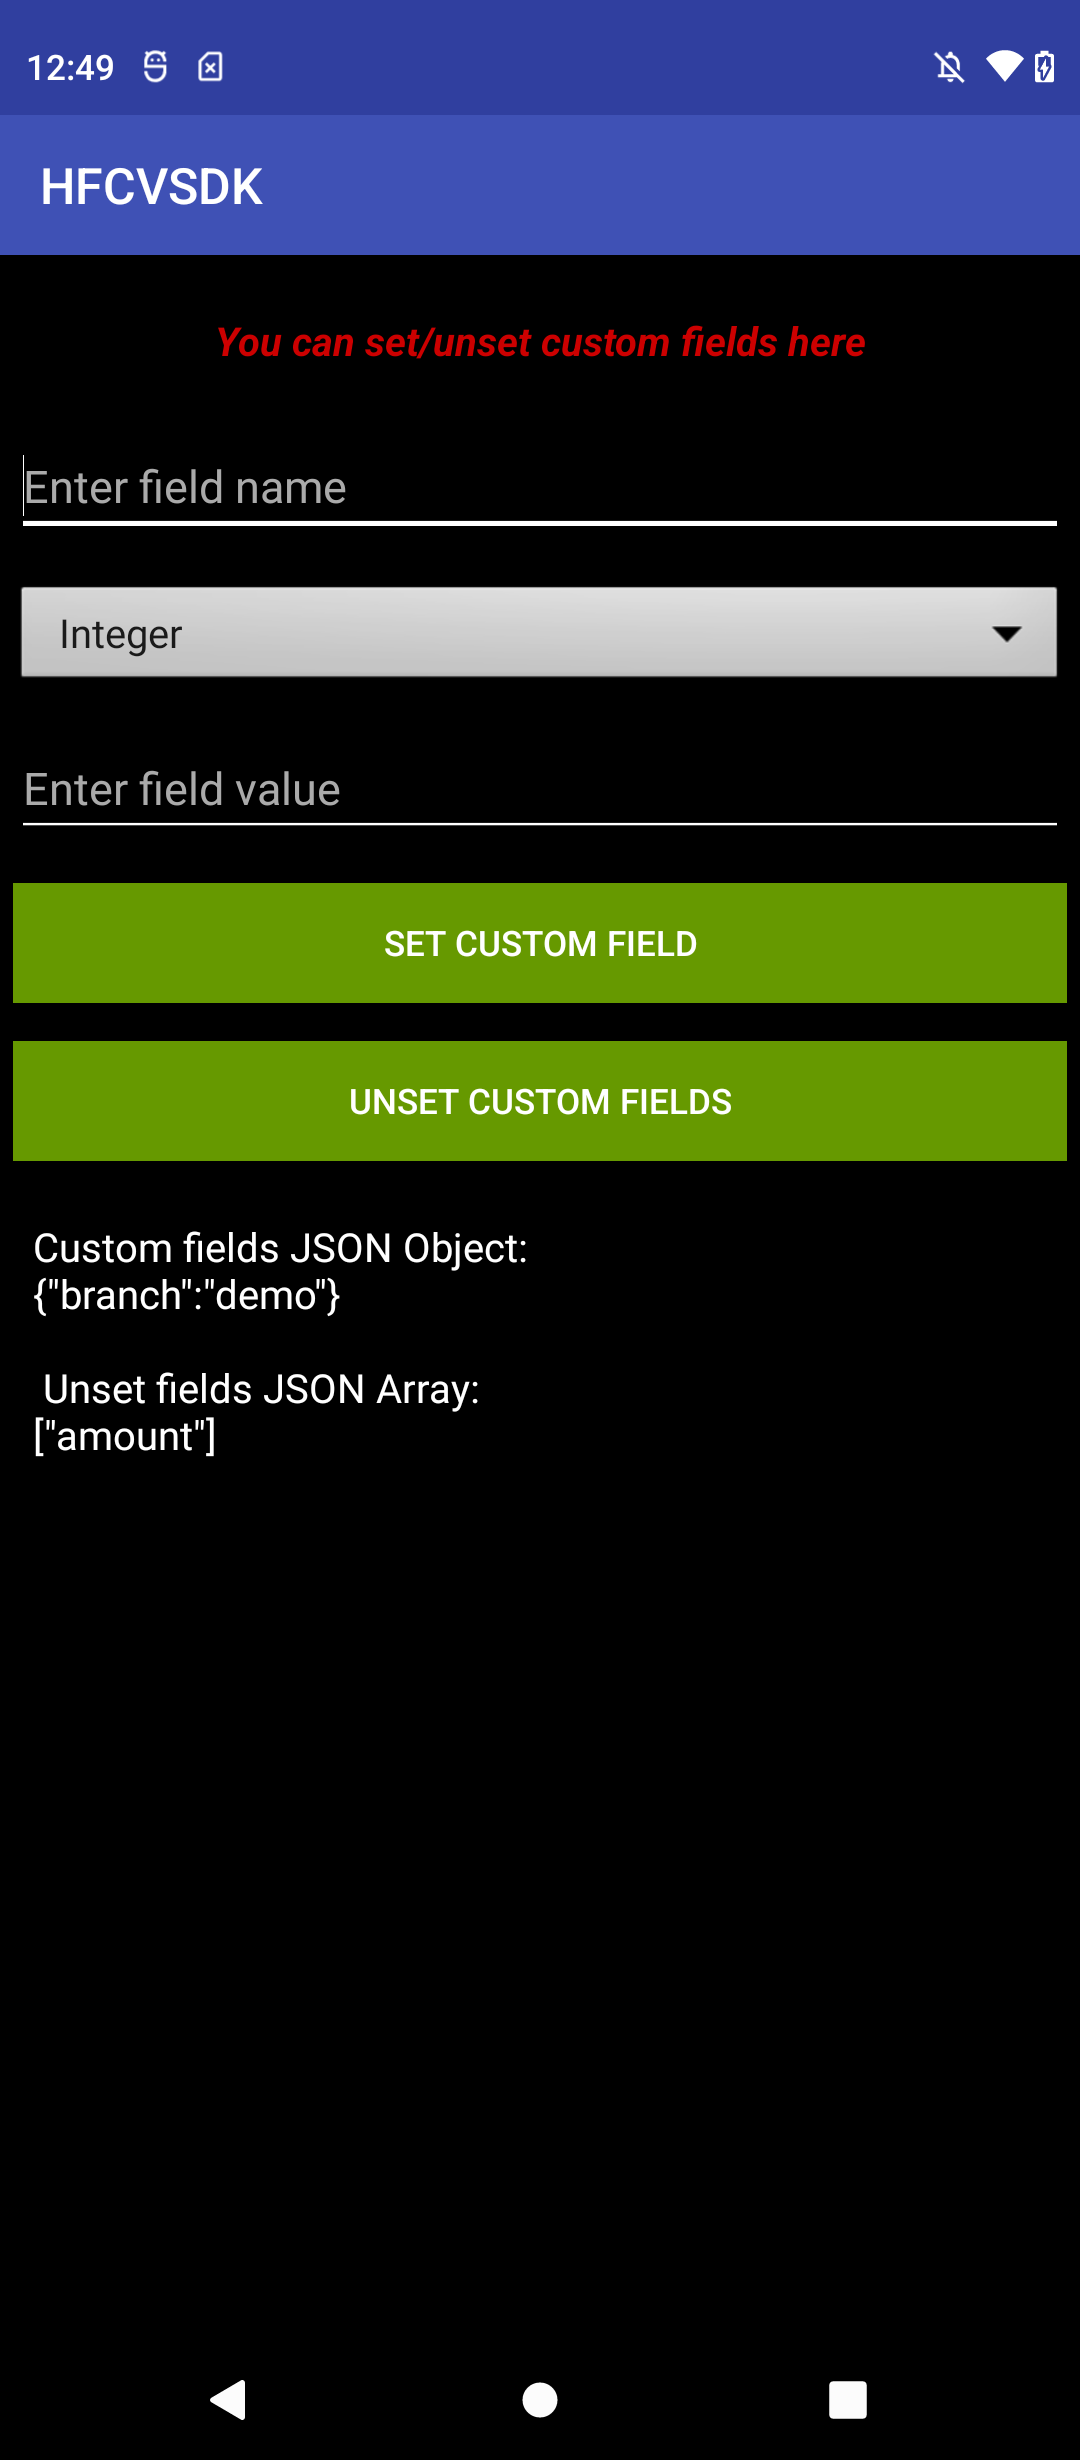 12:49
HFCVSDK
You can set/unset custom fields here
Enter field name
Integer
Enter field value
SET CUSTOM FIELD
UNSET CUSTOM FIELDS
Custom fields JSON Object:
{"branch":"demo"}
Unset fields JSON Array:
["amount"]